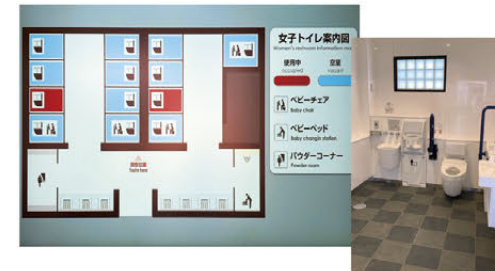 女子トイレ案内図
Women's restroom information map
使用中
occupied
空室
vacant
ベビーチェア
Baby chair
ベビーベッド
Baby changin station
パウダーコーナー
Powder room
現在位置
You're here